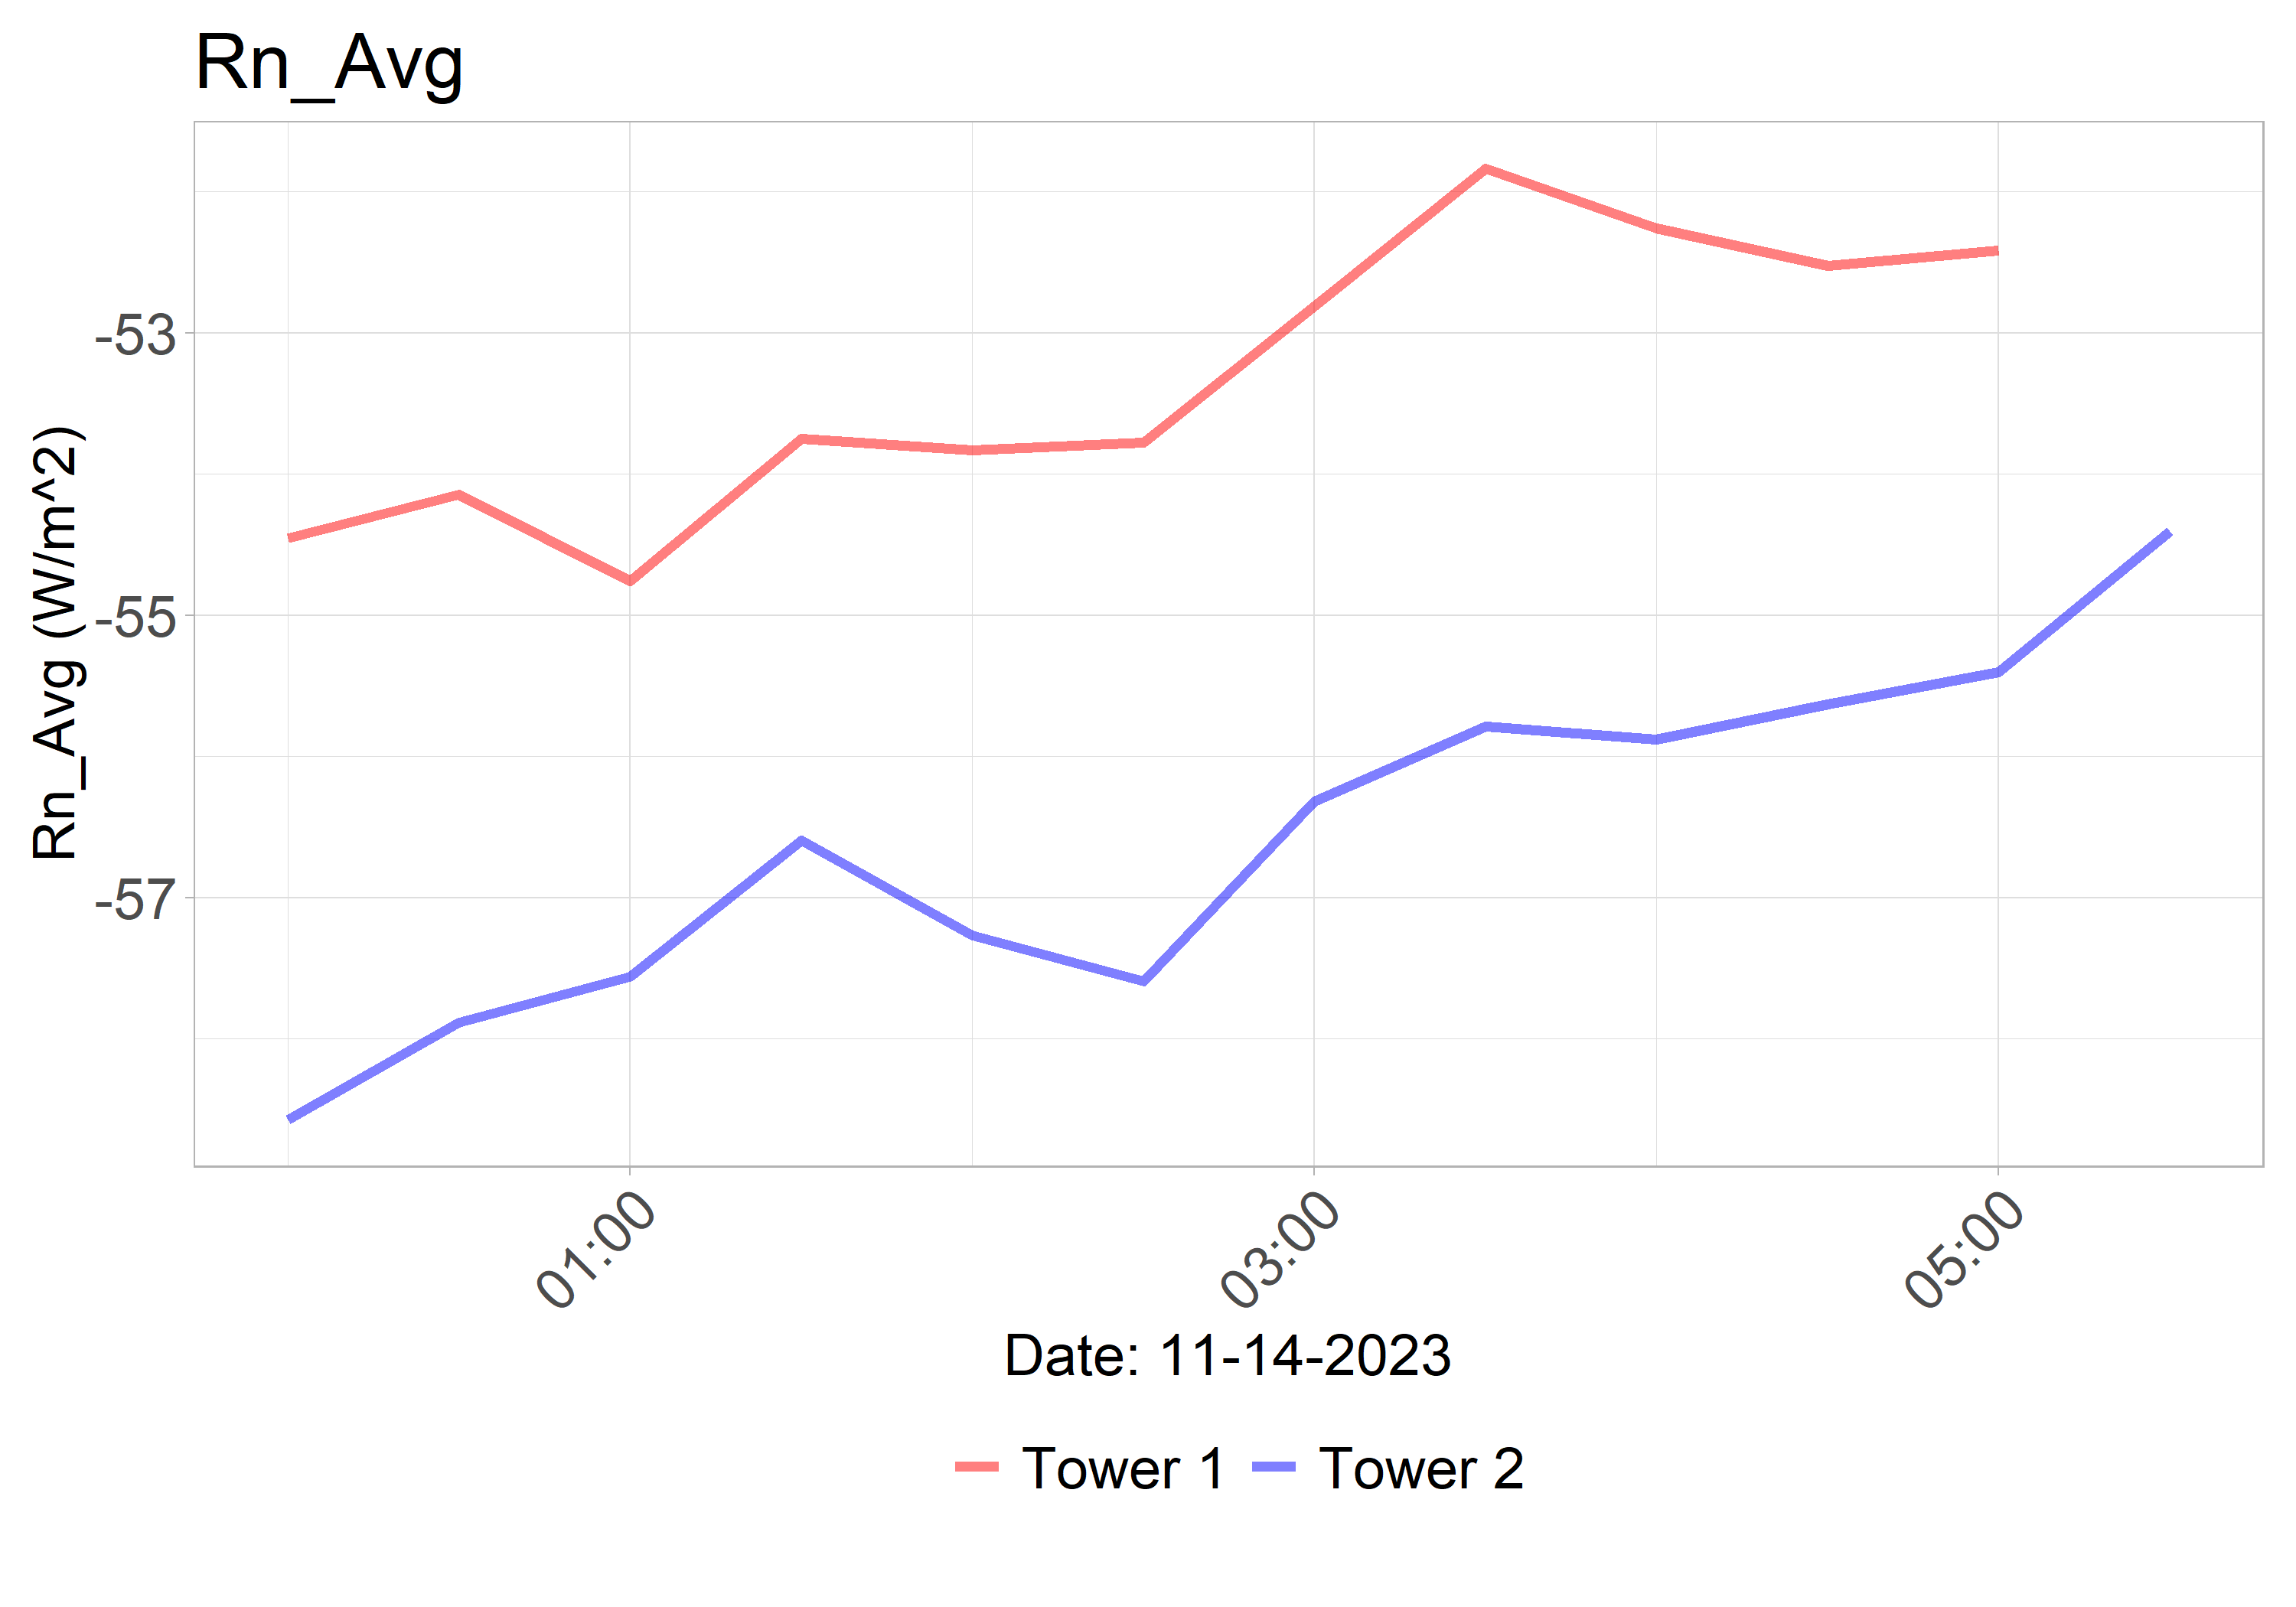 Rn_Avg
Rn_Avg (W/m^2)
-53
-55
-57
01:00
03:00
05:00
Date: 11-14-2023
Tower 1
Tower 2